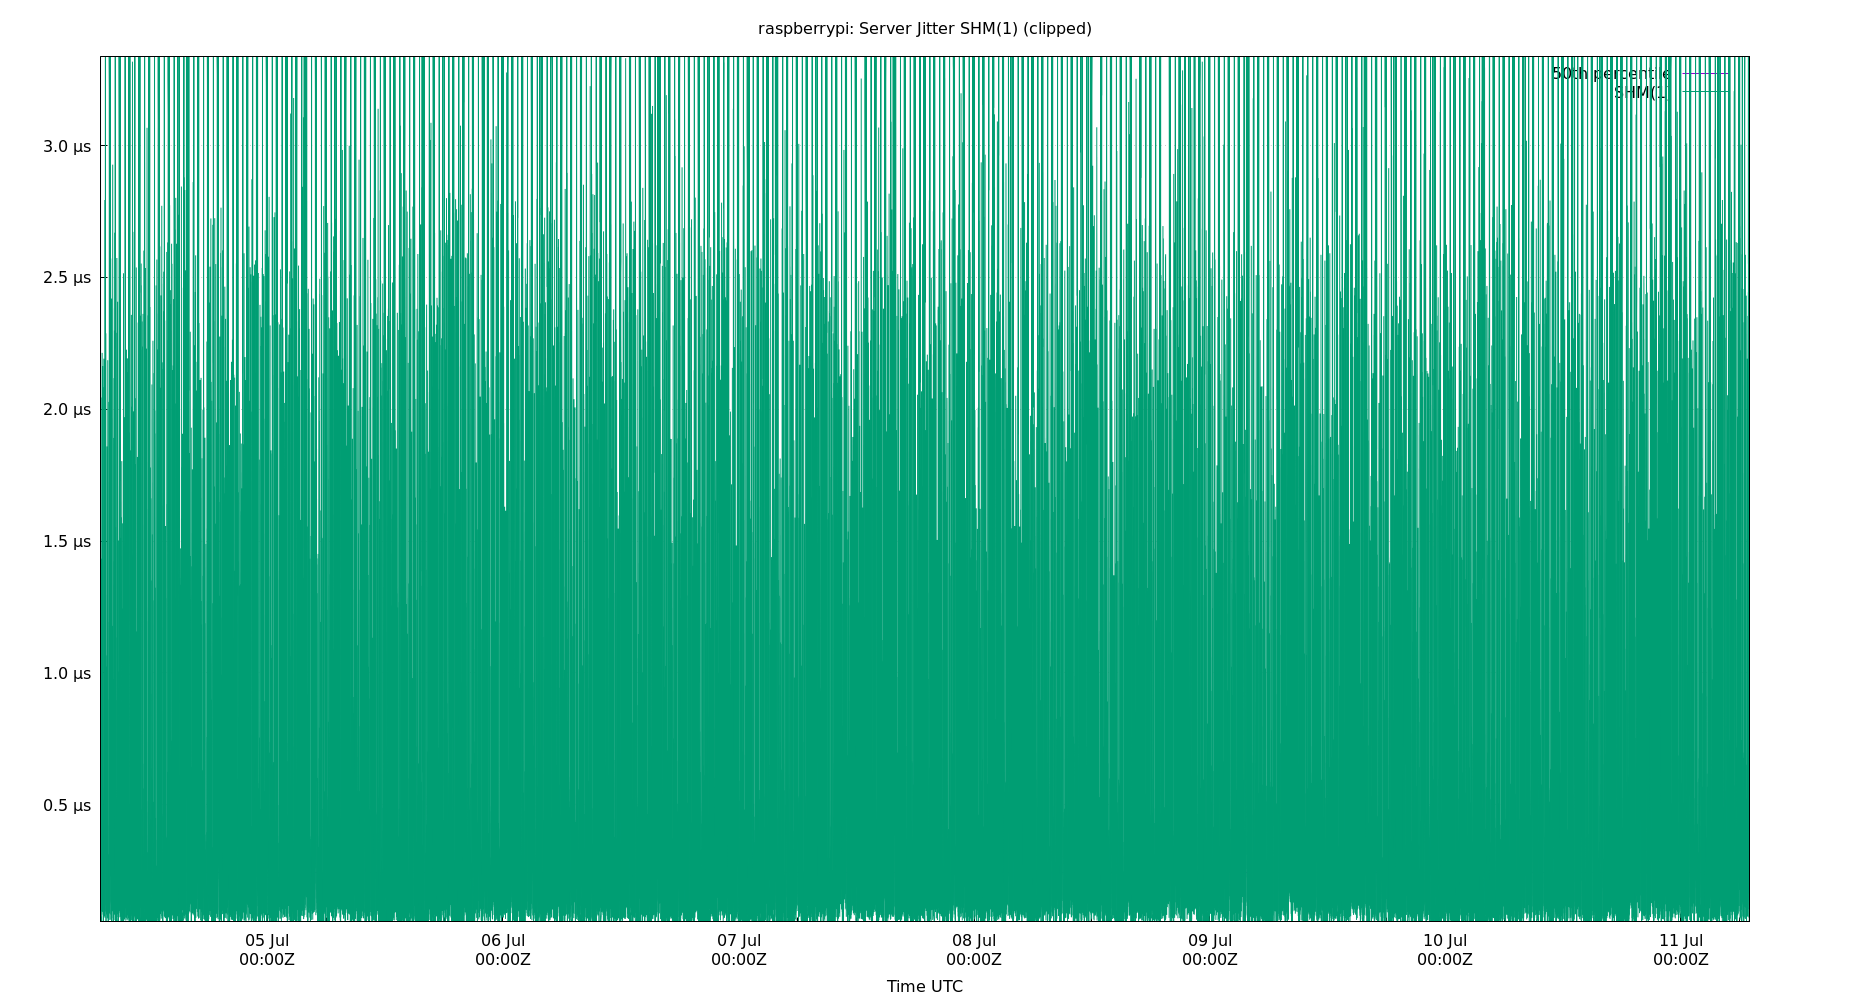 raspberrypi: Server Jitter SHM(1) (clipped)
50th percentile
SHM(1)
3.0 µs
2.5 µs
2.0 µs
1.5 µs
1.0 µs
0.5 µs
05 Jul 06 Jul 07 Jul 08 Jul 09 Jul 10 Jul 11 Jul
00:00Z 00:00Z 00:00Z 00:00Z 00:00Z 00:00Z 00:00Z
Time UTC